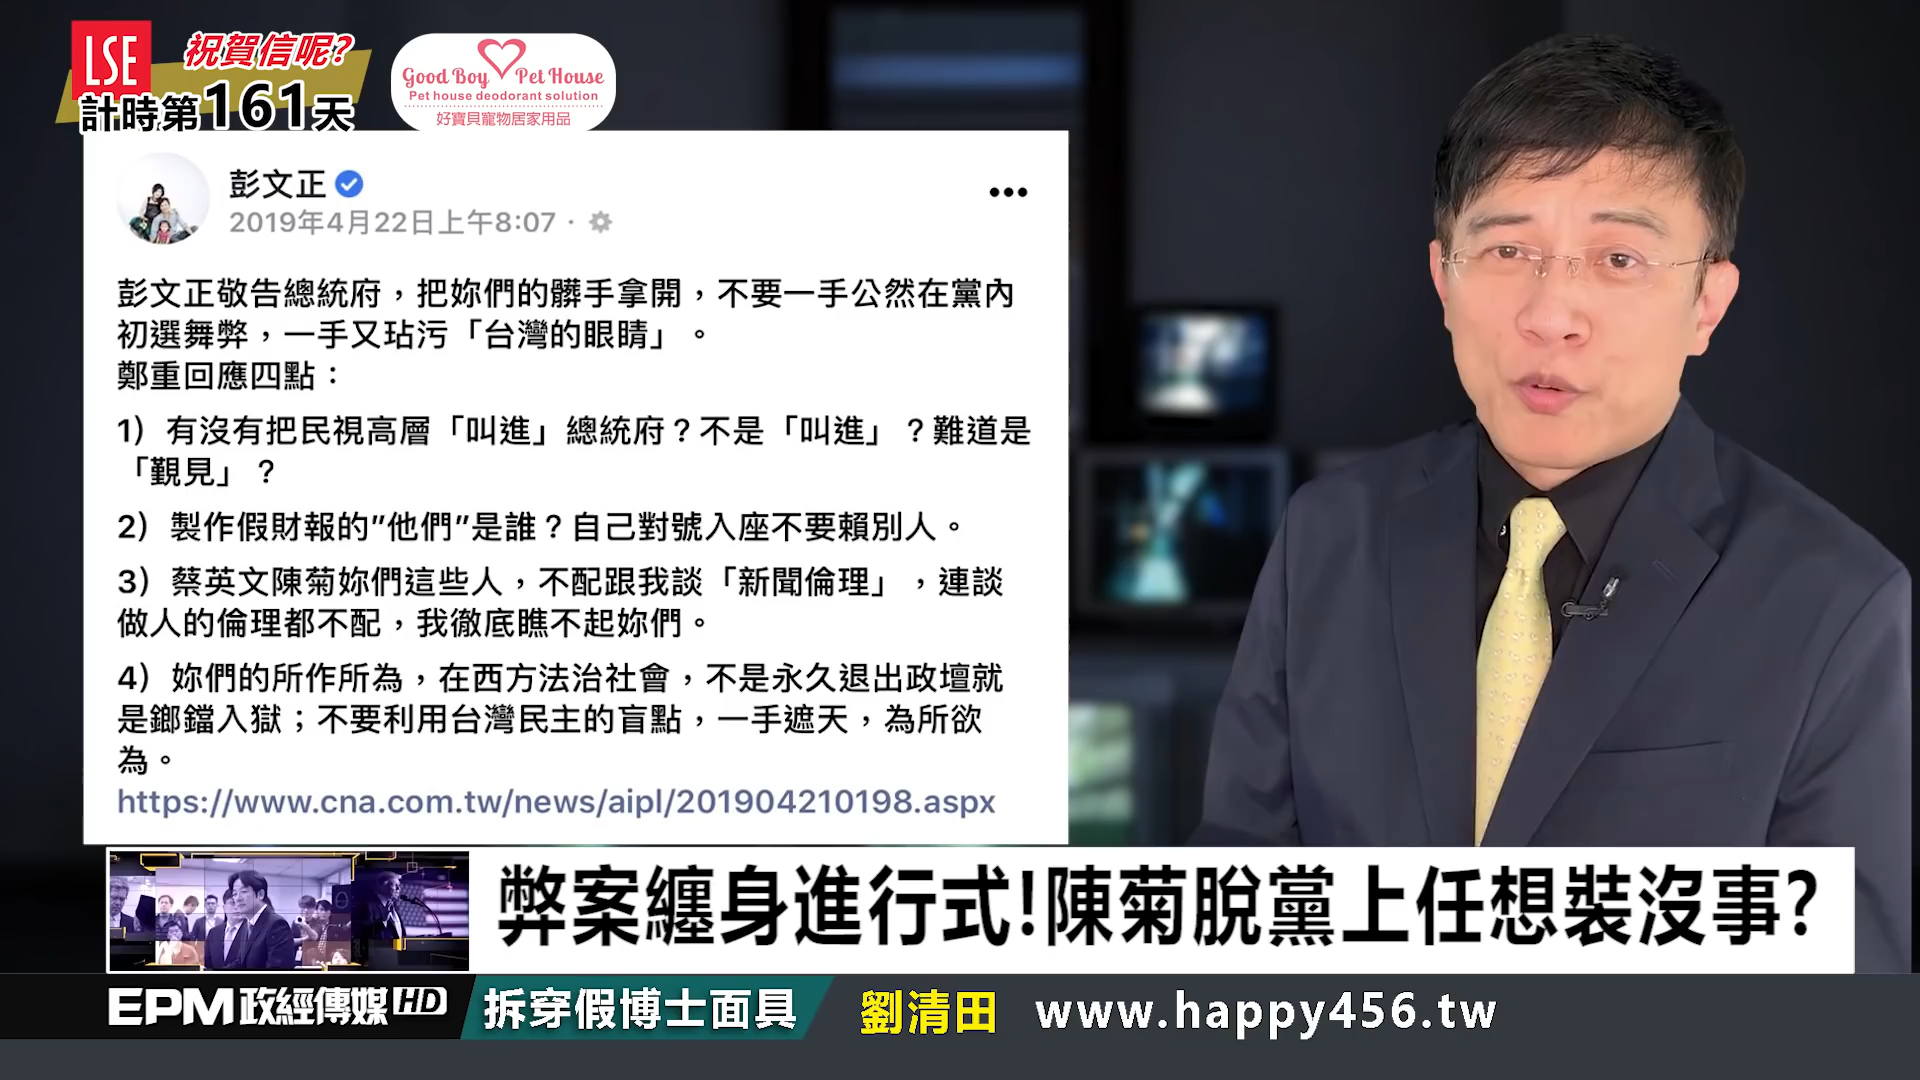 LSE
祝賀信呢?
計時第161天
Good Boy Pet House
Pet house deodorant solution
好寶貝寵物居家用品
彭文正
2019年4月22日上午8:07 ·
彭文正敬告總統府，把妳們的髒手拿開，不要一手公然在黨內
初選舞弊，一手又玷污「台灣的眼睛」。
鄭重回應四點：
1）有沒有把民視高層「叫進」總統府？不是「叫進」？難道是
「覲見」？
2）製作假財報的"他們"是誰？自己對號入座不要賴別人。
3）蔡英文陳菊妳們這些人，不配跟我談「新聞倫理」，連談
做人的倫理都不配，我徹底瞧不起妳們。
4）妳們的所作所為，在西方法治社會，不是永久退出政壇就
是鎯鐺入獄；不要利用台灣民主的盲點，一手遮天，為所欲
為。
https://www.cna.com.tw/news/aipl/201904210198.aspx
弊案纏身進行式!陳菊脫黨上任想裝沒事?
EPM政經傳媒HD
拆穿假博士面具
劉清田 www.happy456.tw